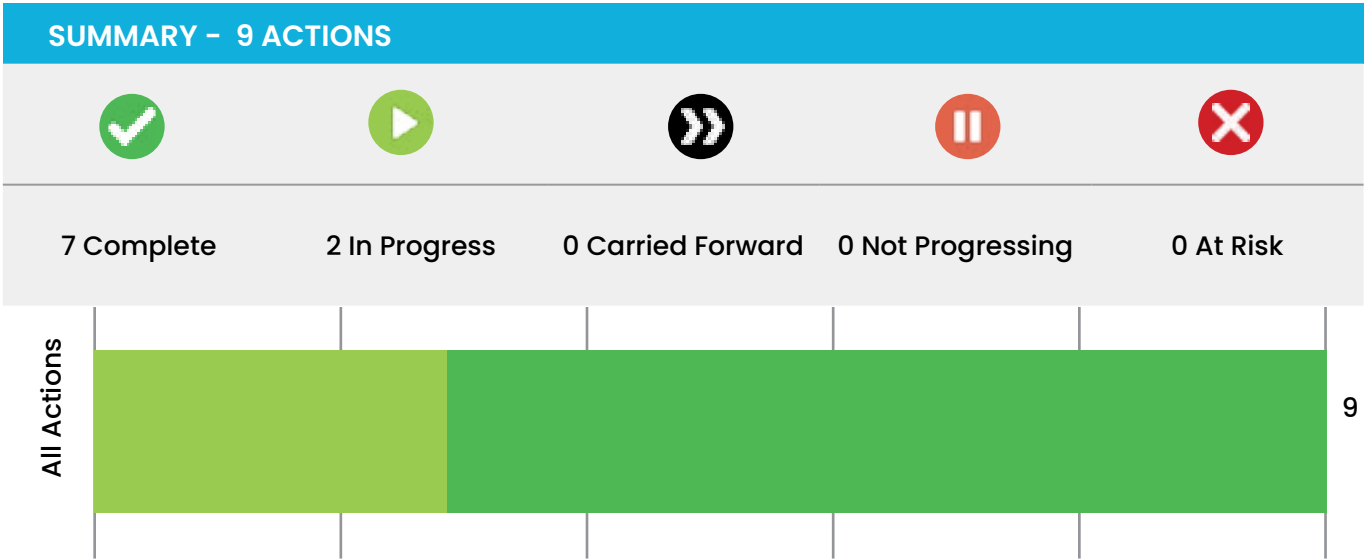 SUMMARY - 9 ACTIONS
7 Complete
2 In Progress
0 Carried Forward
0 Not Progressing
0 At Risk
All Actions
9